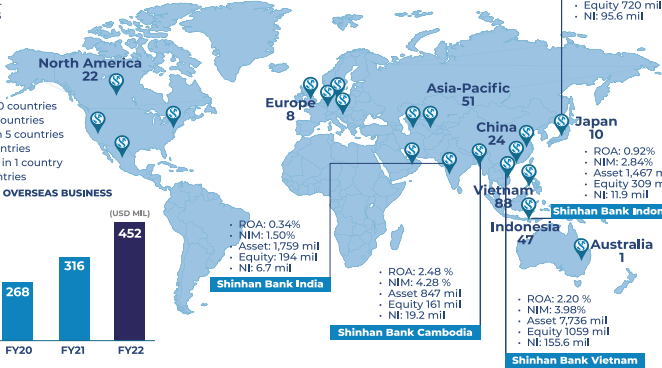 Equity 720 mil
NI: 95.6 mil
North America
22
Europe
8
Asia-Pacific
51
China
24
Japan
10
ROA: 0.92%
NIM: 2.84%
Asset 1,467
Equity 309
NI: 11.9 mil
Shinhan Bank
Vietnam
88
Indonesia
47
Australia
1
countries
countries
5 countries
in 1 country
OVERSEAS BUSINESS
(USD MIL)
268
316
452
FY20
FY21
FY22
ROA: 0.34%
NIM: 1.50%
Asset: 1,759 mil
Equity: 194 mil
NI: 6.7 mil
Shinhan Bank India
ROA: 2.48 %
NIM: 4.28 %
Asset 847 mil
Equity 161 mil
NI: 19.2 mil
Shinhan Bank Cambodia
ROA: 2.20 %
NIM: 3.98%
Asset 7,736 mil
Equity 1059 mil
NI: 155.6 mil
Shinhan Bank Vietnam